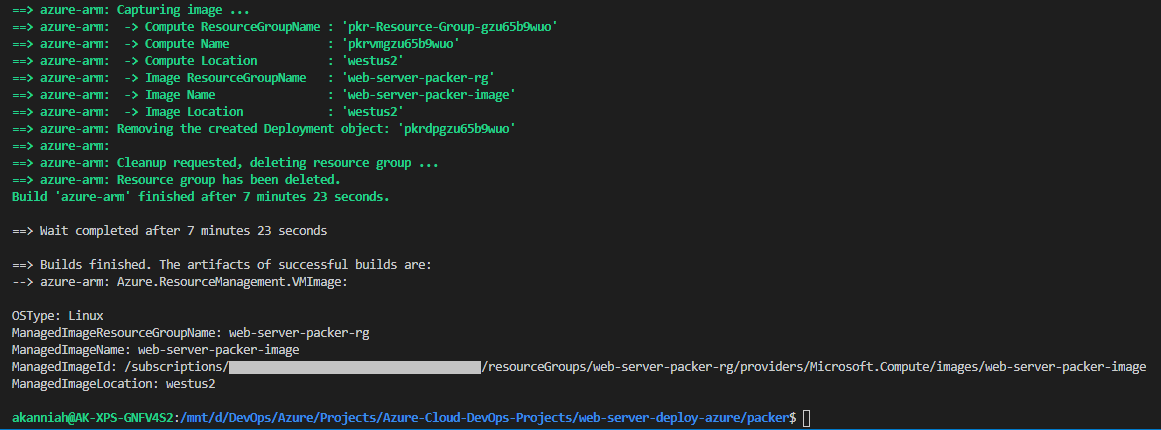 ==> azure-arm: Capturing image ...
==> azure-arm:  -> Compute ResourceGroupName : 'pkr-Resource-Group-gzu65b9wuo'
==> azure-arm:  -> Compute Name              : 'pkrvmgzu65b9wuo'
==> azure-arm:  -> Compute Location          : 'westus2'
==> azure-arm:  -> Image ResourceGroupName   : 'web-server-packer-rg'
==> azure-arm:  -> Image Name                : 'web-server-packer-image'
==> azure-arm:  -> Image Location            : 'westus2'
==> azure-arm: Removing the created Deployment object: 'pkrdpgzu65b9wuo'
==> azure-arm:
==> azure-arm: Cleanup requested, deleting resource group ...
==> azure-arm: Resource group has been deleted.
Build 'azure-arm' finished after 7 minutes 23 seconds.
==> Wait completed after 7 minutes 23 seconds
==> Builds finished. The artifacts of successful builds are:
--> azure-arm: Azure.ResourceManagement.VMImage:
OSType: Linux
ManagedImageResourceGroupName: web-server-packer-rg
ManagedImageName: web-server-packer-image
ManagedImageId: /subscriptions/ /resourceGroups/web-server-packer-rg/providers/Microsoft.Compute/images/web-server-packer-image
ManagedImageLocation: westus2
akanniah@AK-XPS-GNFV4S2:/mnt/d/DevOps/Azure/Projects/Azure-Cloud-DevOps-Projects/web-server-deploy-azure/packer$